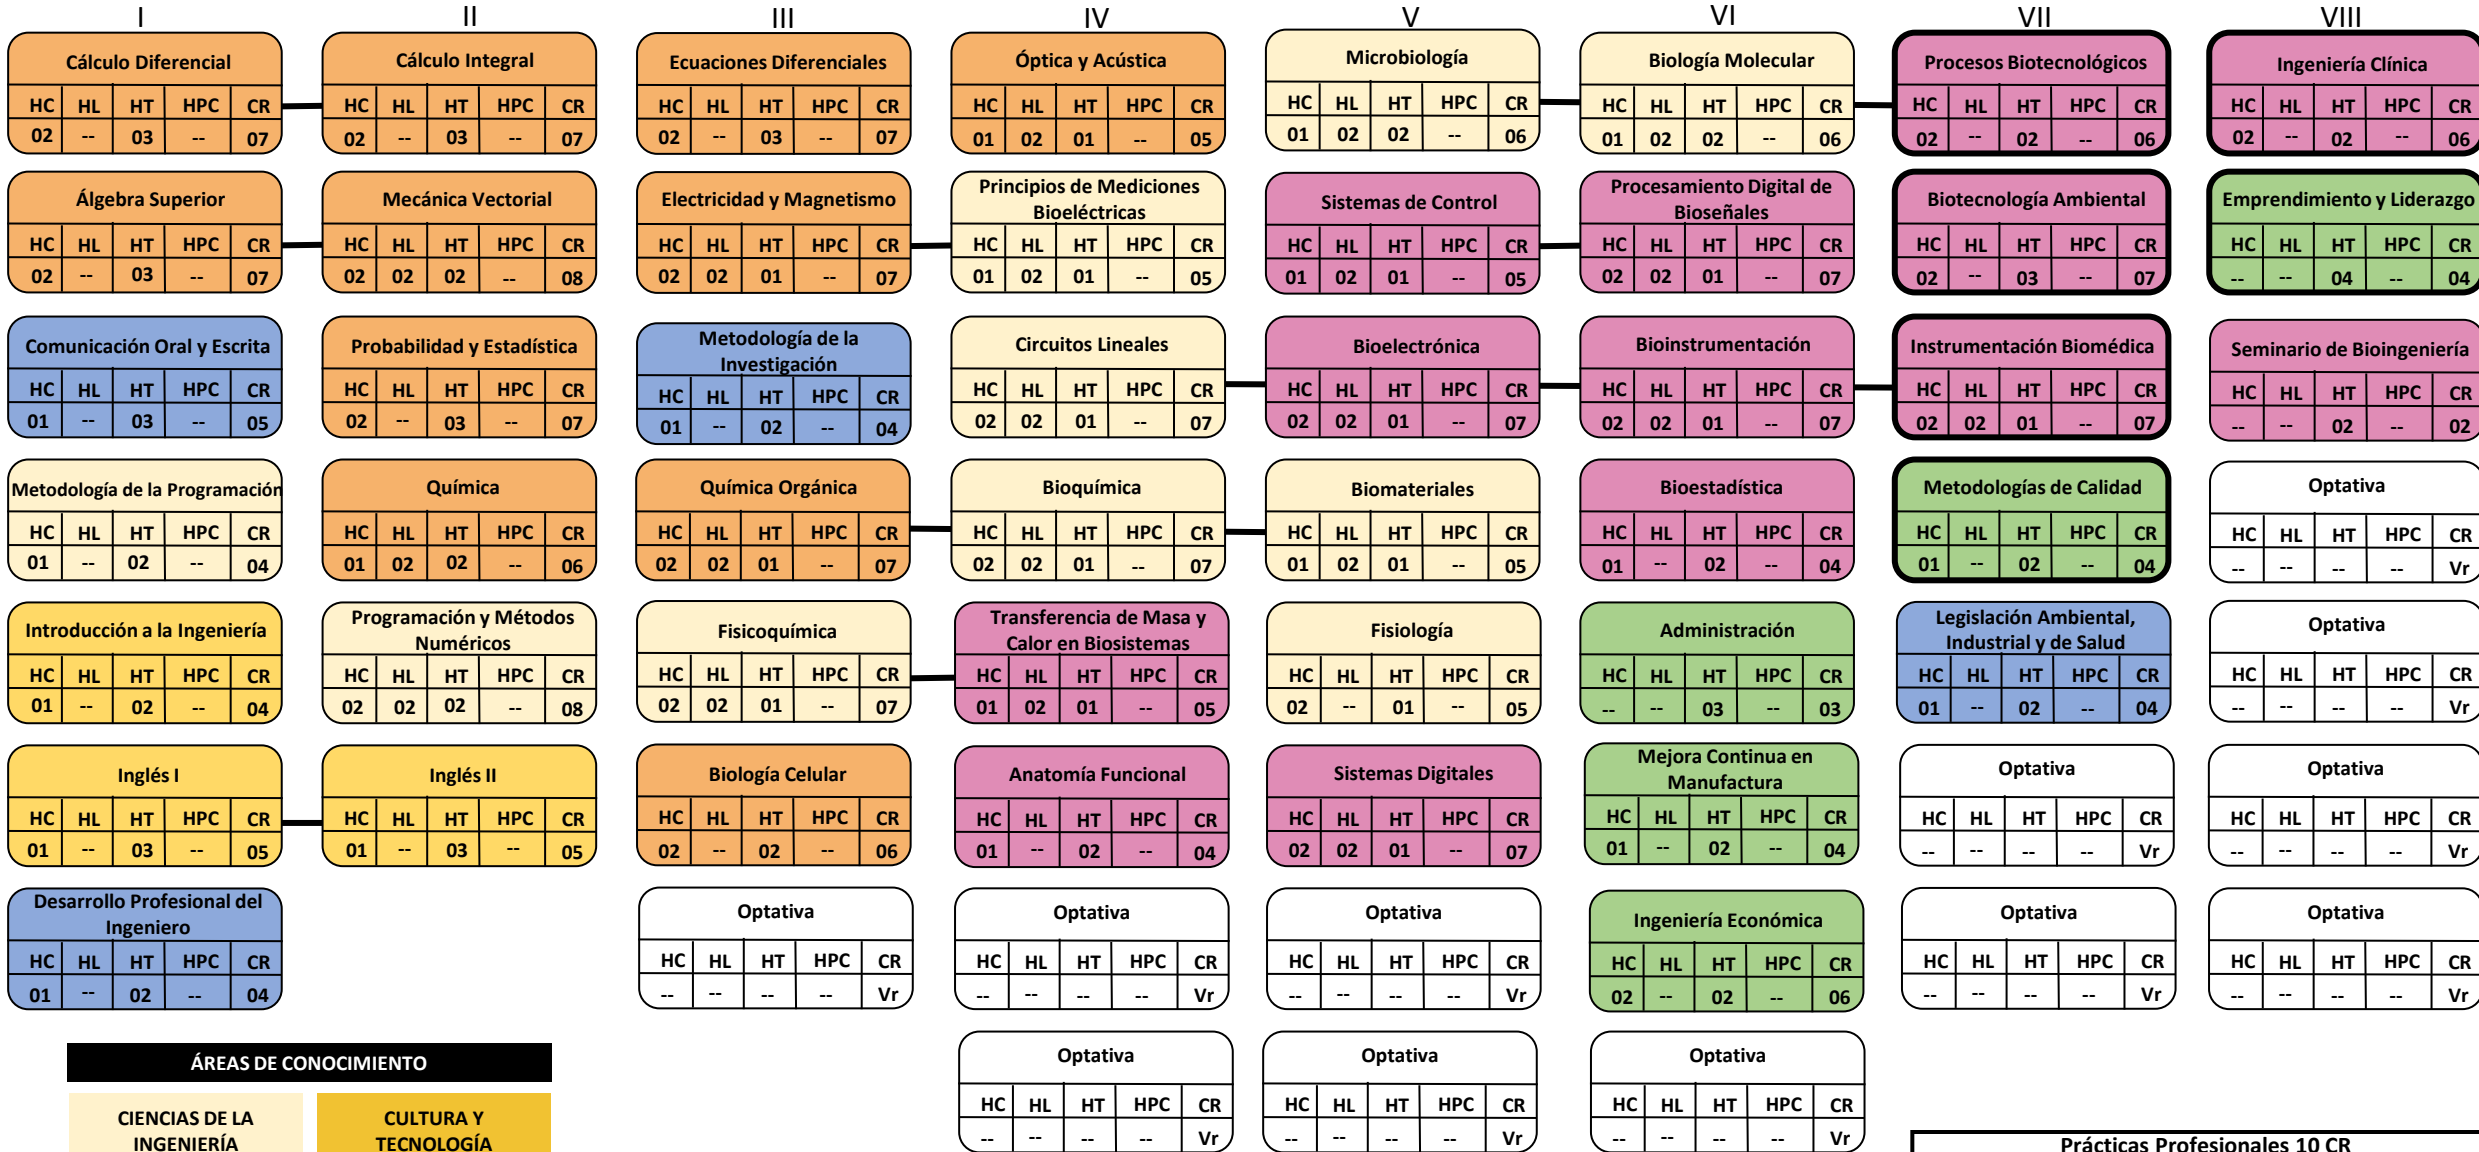 I II III IV V VI VII VIII
Cálculo Diferencial
HC HL HT HPC CR
02 -- 03 -- 07
Álgebra Superior
HC HL HT HPC CR
02 -- 03 -- 07
Comunicación Oral y Escrita
HC HL HT HPC CR
01 -- 03 -- 05
Metodología de la Programación
HC HL HT HPC CR
01 -- 02 -- 04
Introducción a la Ingeniería
HC HL HT HPC CR
01 -- 02 -- 04
Inglés I
HC HL HT HPC CR
01 -- 03 -- 05
Desarrollo Profesional del
Ingeniero
HC HL HT HPC CR
01 -- 02 -- 04
Cálculo Integral
HC HL HT HPC CR
02 -- 03 -- 07
Mecánica Vectorial
HC HL HT HPC CR
02 02 02 -- 08
Probabilidad y Estadística
HC HL HT HPC CR
02 -- 03 -- 07
Química
HC HL HT HPC CR
01 02 02 -- 06
Programación y Métodos
Numéricos
HC HL HT HPC CR
02 02 02 -- 08
Inglés II
HC HL HT HPC CR
01 -- 03 -- 05
Ecuaciones Diferenciales
HC HL HT HPC CR
02 -- 03 -- 07
Electricidad y Magnetismo
HC HL HT HPC CR
02 02 01 -- 07
Metodología de la
Investigación
HC HL HT HPC CR
01 -- 02 -- 04
Química Orgánica
HC HL HT HPC CR
02 02 01 -- 07
Fisicoquímica
HC HL HT HPC CR
02 02 01 -- 07
Biología Celular
HC HL HT HPC CR
02 -- 02 -- 06
Optativa
HC HL HT HPC CR
-- -- -- -- Vr
Óptica y Acústica
HC HL HT HPC CR
01 02 01 -- 05
Principios de Mediciones
Bioeléctricas
HC HL HT HPC CR
01 02 01 -- 05
Circuitos Lineales
HC HL HT HPC CR
02 02 01 -- 07
Bioquímica
HC HL HT HPC CR
02 02 01 -- 07
Transferencia de Masa y
Calor en Biosistemas
HC HL HT HPC CR
01 02 01 -- 05
Anatomía Funcional
HC HL HT HPC CR
01 -- 02 -- 04
Optativa
HC HL HT HPC CR
-- -- -- -- Vr
Optativa
HC HL HT HPC CR
-- -- -- -- Vr
Microbiología
HC HL HT HPC CR
01 02 02 -- 06
Sistemas de Control
HC HL HT HPC CR
01 02 01 -- 05
Bioelectrónica
HC HL HT HPC CR
02 02 01 -- 07
Biomateriales
HC HL HT HPC CR
01 02 01 -- 05
Fisiología
HC HL HT HPC CR
02 -- 01 -- 05
Sistemas Digitales
HC HL HT HPC CR
02 02 01 -- 07
Optativa
HC HL HT HPC CR
-- -- -- -- Vr
Optativa
HC HL HT HPC CR
-- -- -- -- Vr
Biología Molecular
HC HL HT HPC CR
01 02 02 -- 06
Procesamiento Digital de
Bioseñales
HC HL HT HPC CR
02 02 01 -- 07
Bioinstrumentación
HC HL HT HPC CR
02 02 01 -- 07
Bioestadística
HC HL HT HPC CR
01 -- 02 -- 04
Administración
HC HL HT HPC CR
-- -- 03 -- 03
Mejora Continua en
Manufactura
HC HL HT HPC CR
01 -- 02 -- 04
Ingeniería Económica
HC HL HT HPC CR
02 -- 02 -- 06
Optativa
HC HL HT HPC CR
-- -- -- -- Vr
Procesos Biotecnológicos
HC HL HT HPC CR
02 -- 02 -- 06
Biotecnología Ambiental
HC HL HT HPC CR
02 -- 03 -- 07
Instrumentación Biomédica
HC HL HT HPC CR
02 02 01 -- 07
Metodologías de Calidad
HC HL HT HPC CR
01 -- 02 -- 04
Legislación Ambiental,
Industrial y de Salud
HC HL HT HPC CR
01 -- 02 -- 04
Optativa
HC HL HT HPC CR
-- -- -- -- Vr
Optativa
HC HL HT HPC CR
-- -- -- -- Vr
Ingeniería Clínica
HC HL HT HPC CR
02 -- 02 -- 06
Emprendimiento y Liderazgo
HC HL HT HPC CR
-- -- 04 -- 04
Seminario de Bioingeniería
HC HL HT HPC CR
-- -- 02 -- 02
Optativa
HC HL HT HPC CR
-- -- -- -- Vr
Optativa
HC HL HT HPC CR
-- -- -- -- Vr
Optativa
HC HL HT HPC CR
-- -- -- -- Vr
Optativa
HC HL HT HPC CR
-- -- -- -- Vr
ÁREAS DE CONOCIMIENTO
CIENCIAS DE LA
INGENIERÍA
CULTURA Y
TECNOLOGÍA
Prácticas Profesionales 10 CR